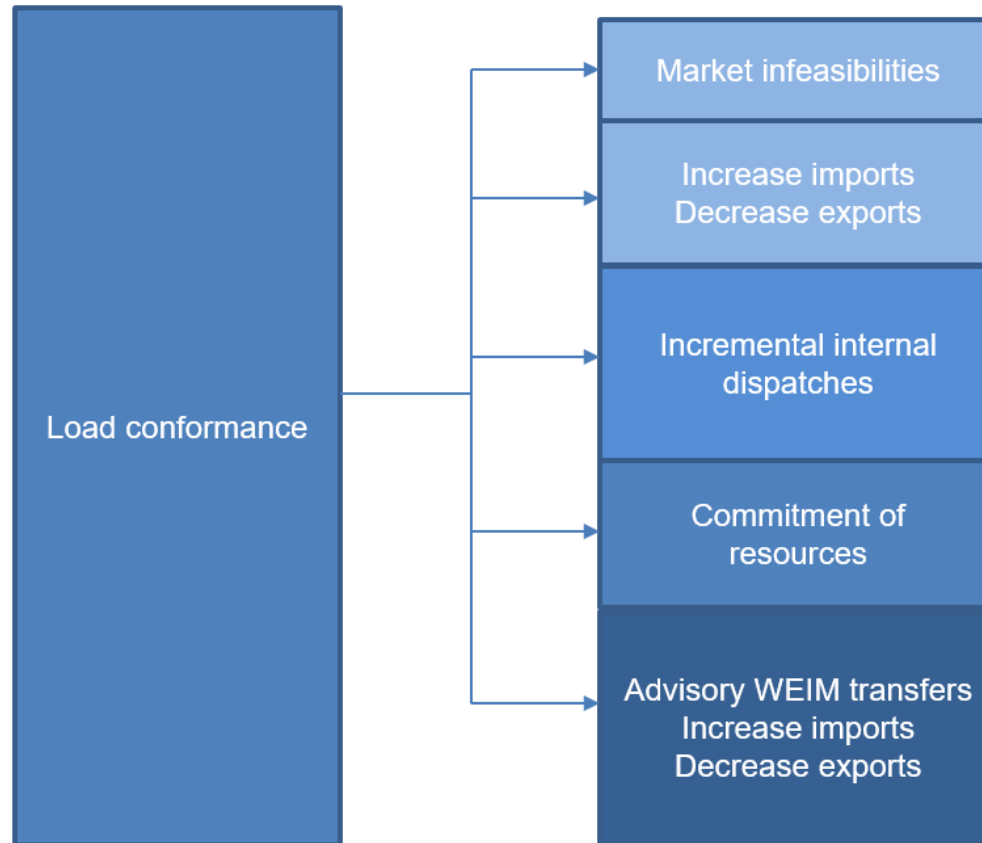 Load conformance
Market infeasibilities
Increase imports
Decrease exports
Incremental internal
dispatches
Commitment of
resources
Advisory WEIM transfers
Increase imports
Decrease exports